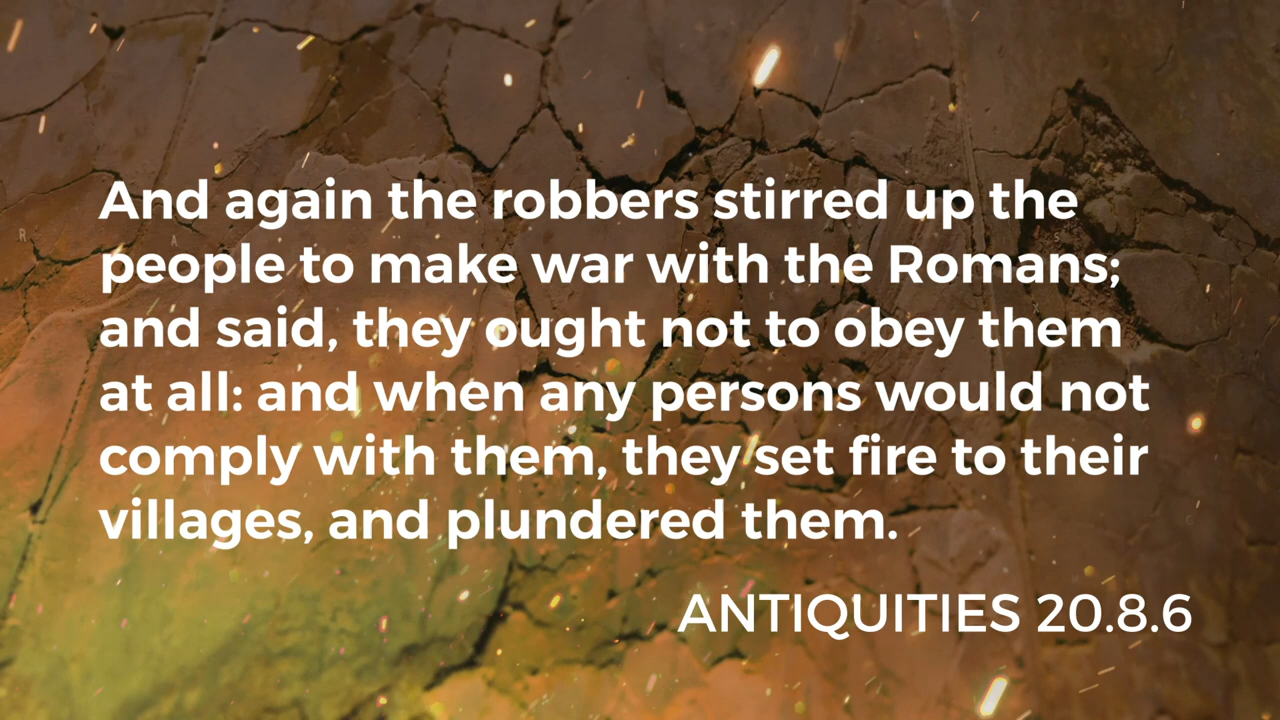 And again the robbers stirred up the
people to make war with the Romans;
and said, they ought not to obey them
at all: and when any persons would not
comply with them, they set fire to their
villages, and plundered them.
ANTIQUITIES 20.8.6